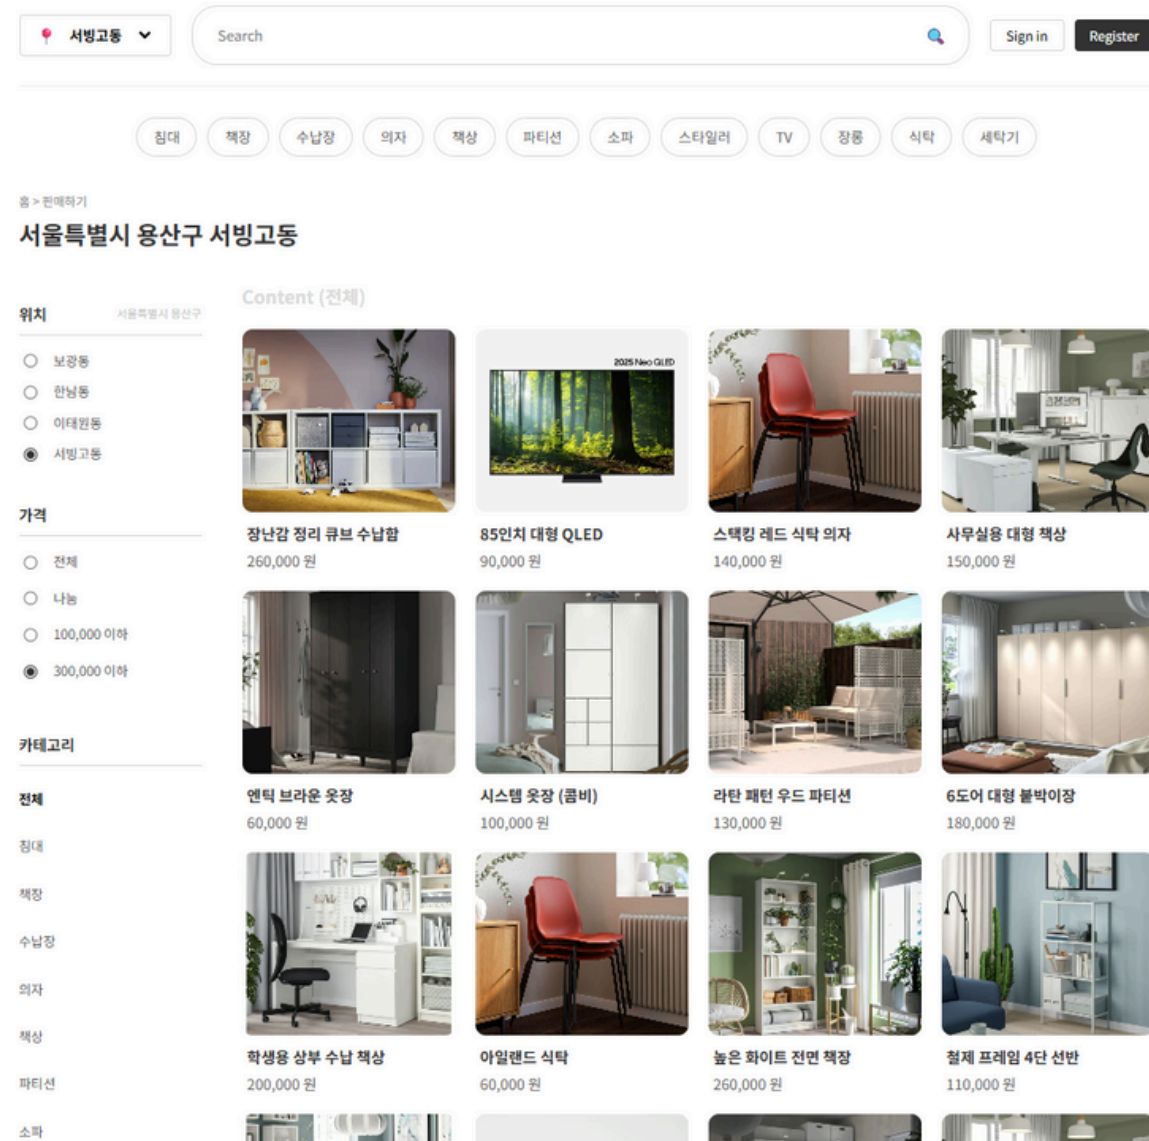 서빙고동
Search
Sign in
Register
침대
책장
수납장
의자
책상
파티션
소파
스타일러
TV
장롱
식탁
세탁기
홈 > 판매하기
서울특별시 용산구 서빙고동
위치
서울특별시 용산구
보광동
한남동
이태원동
서빙고동
가격
전체
나눔
100,000 이하
300,000 이하
카테고리
전체
침대
책장
수납장
의자
책상
파티션
소파
Content (전체)
2025 Neo QLED
장난감 정리 큐브 수납함
260,000 원
85인치 대형 QLED
90,000 원
스택킹 레드 식탁 의자
140,000 원
사무실용 대형 책상
150,000 원
엔틱 브라운 옷장
60,000 원
시스템 옷장 (콤비)
100,000 원
라탄 패턴 우드 파티션
130,000 원
6도어 대형 붙박이장
180,000 원
학생용 상부 수납 책상
200,000 원
아일랜드 식탁
60,000 원
높은 화이트 전면 책장
260,000 원
철제 프레임 4단 선반
110,000 원